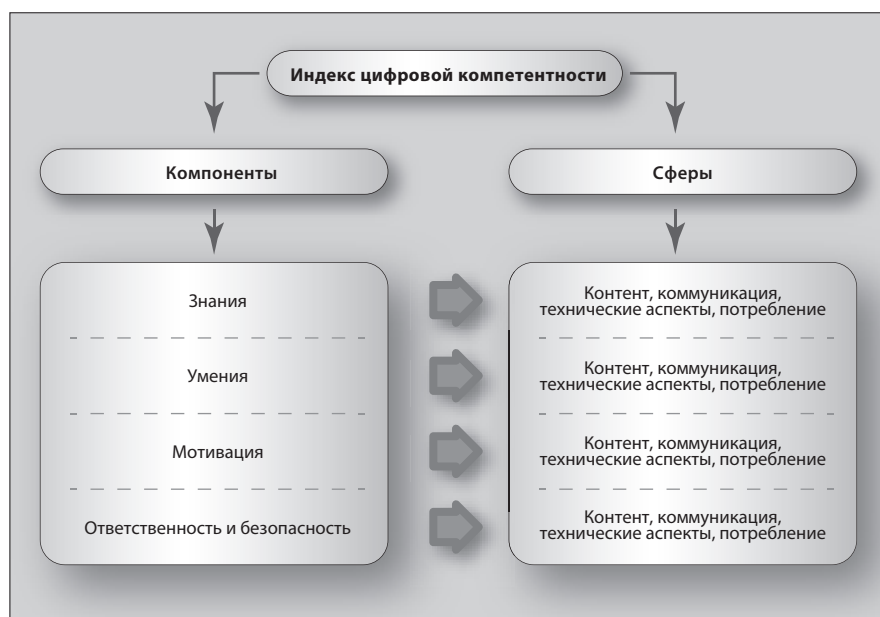 Индекс цифровой компетентности
Компоненты
Сферы
Знания
Контент, коммуникация,
технические аспекты, потребление
Умения
Контент, коммуникация,
технические аспекты, потребление
Мотивация
Контент, коммуникация,
технические аспекты, потребление
Ответственность и безопасность
Контент, коммуникация,
технические аспекты, потребление